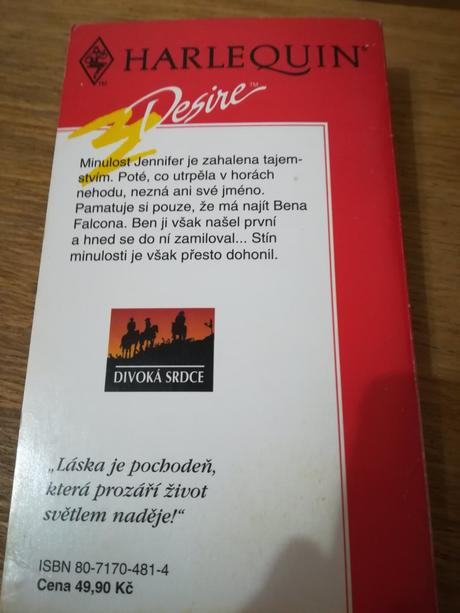 HARLEQUIN®
TM
Desire™
Minulost Jennifer je zahalena tajem-
stvím. Poté, co utrpěla v horách
nehodu, nezná ani své jméno.
Pamatuje si pouze, že má najít Bena
Falcona. Ben ji však našel první
a hned se do ní zamiloval... Stín
minulosti je však přesto dohonil.
DIVOKÁ SRDCE
„Láska je pochodeň,
která prozáří život
světlem naděje!“
ISBN 80-7170-481-4
Cena 49,90 Kč